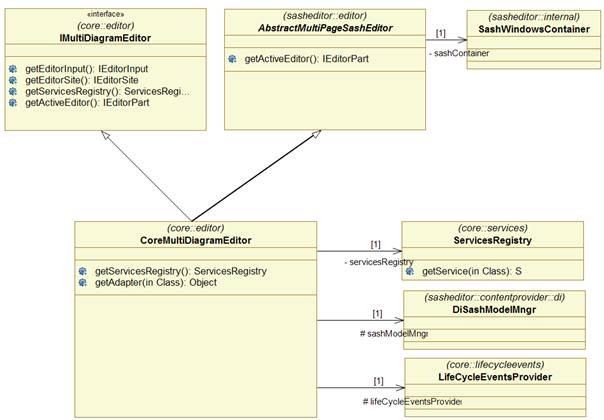 «interface»
(core::editor)
IMultiDiagramEditor
getEditorInput(): IEditorInput
getEditorSite(): IEditorSite
getServicesRegistry(): ServicesRegi...
getActiveEditor(): IEditorPart
(sasheditor::editor)
AbstractMultiPageSashEditor
getActiveEditor(): IEditorPart
[1]
- sashContainer
(sasheditor::internal)
SashWindowsContainer
(core::editor)
CoreMultiDiagramEditor
getServicesRegistry(): ServicesRegistry
getAdapter(in Class): Object
[1]
- servicesRegistry
(core::services)
ServicesRegistry
getService(in Class): S
[1]
# sashModelMngr
(sasheditor::contentprovider::di)
DiSashModelMngr
[1]
# lifeCycleEventsProvider
(core::lifecycleevents)
LifeCycleEventsProvider